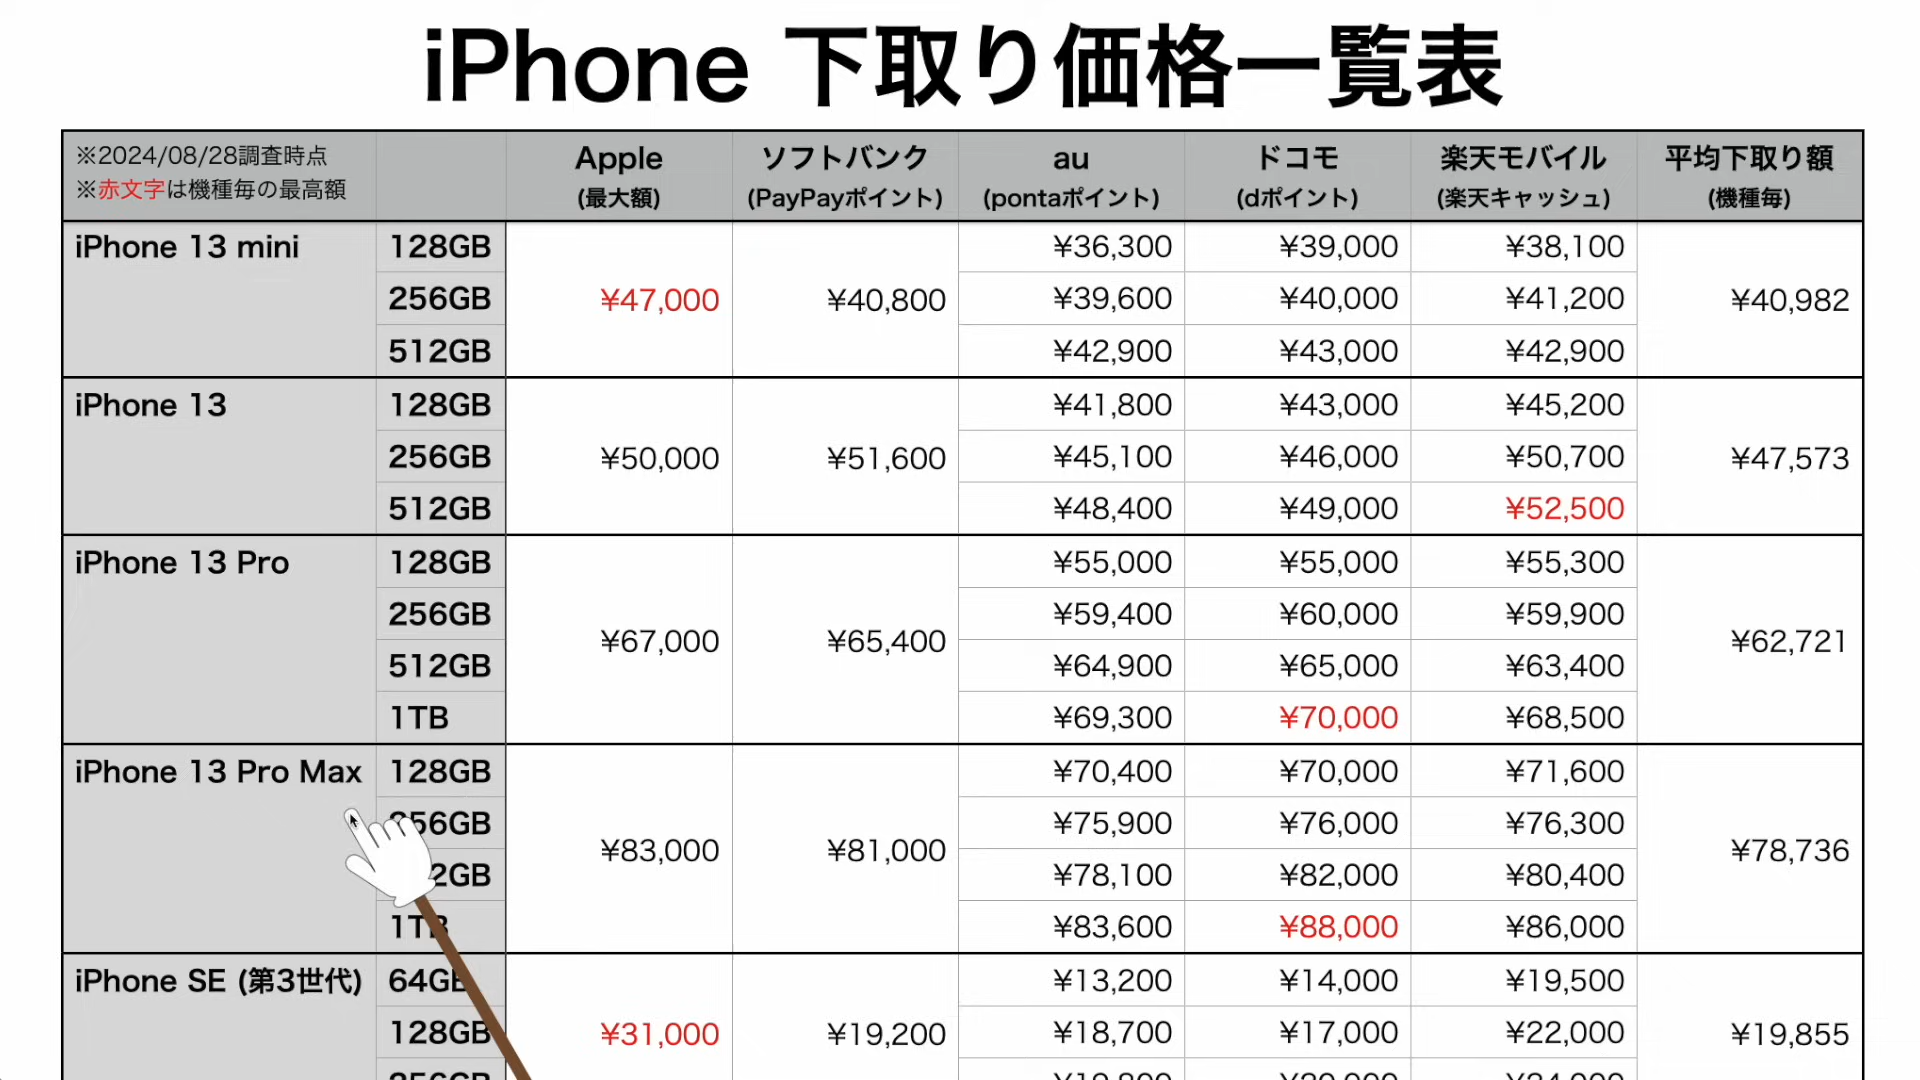 iPhone 下取り価格一覧表
※2024/08/28調査時点
※赤文字は機種毎の最高額
Apple
(最大額)
ソフトバンク
(PayPayポイント)
au
(pontaポイント)
ドコモ
(dポイント)
楽天モバイル
(楽天キャッシュ)
平均下取り額
(機種毎)
iPhone 13 mini 128GB ¥36,300 ¥39,000 ¥38,100
256GB ¥47,000 ¥40,800 ¥39,600 ¥40,000 ¥41,200 ¥40,982
512GB ¥42,900 ¥43,000 ¥42,900
iPhone 13 128GB ¥41,800 ¥43,000 ¥45,200
256GB ¥50,000 ¥51,600 ¥45,100 ¥46,000 ¥50,700 ¥47,573
512GB ¥48,400 ¥49,000 ¥52,500
iPhone 13 Pro 128GB ¥55,000 ¥55,000 ¥55,300
256GB ¥59,400 ¥60,000 ¥59,900
¥67,000 ¥65,400 ¥62,721
512GB ¥64,900 ¥65,000 ¥63,400
1TB ¥69,300 ¥70,000 ¥68,500
iPhone 13 Pro Max 128GB ¥70,400 ¥70,000 ¥71,600
56GB ¥75,900 ¥76,000 ¥76,300
¥83,000 ¥81,000 ¥78,736
2GB ¥78,100 ¥82,000 ¥80,400
1TB ¥83,600 ¥88,000 ¥86,000
iPhone SE (第3世代) 64GB ¥13,200 ¥14,000 ¥19,500
128GB ¥31,000 ¥19,200 ¥18,700 ¥17,000 ¥22,000 ¥19,855